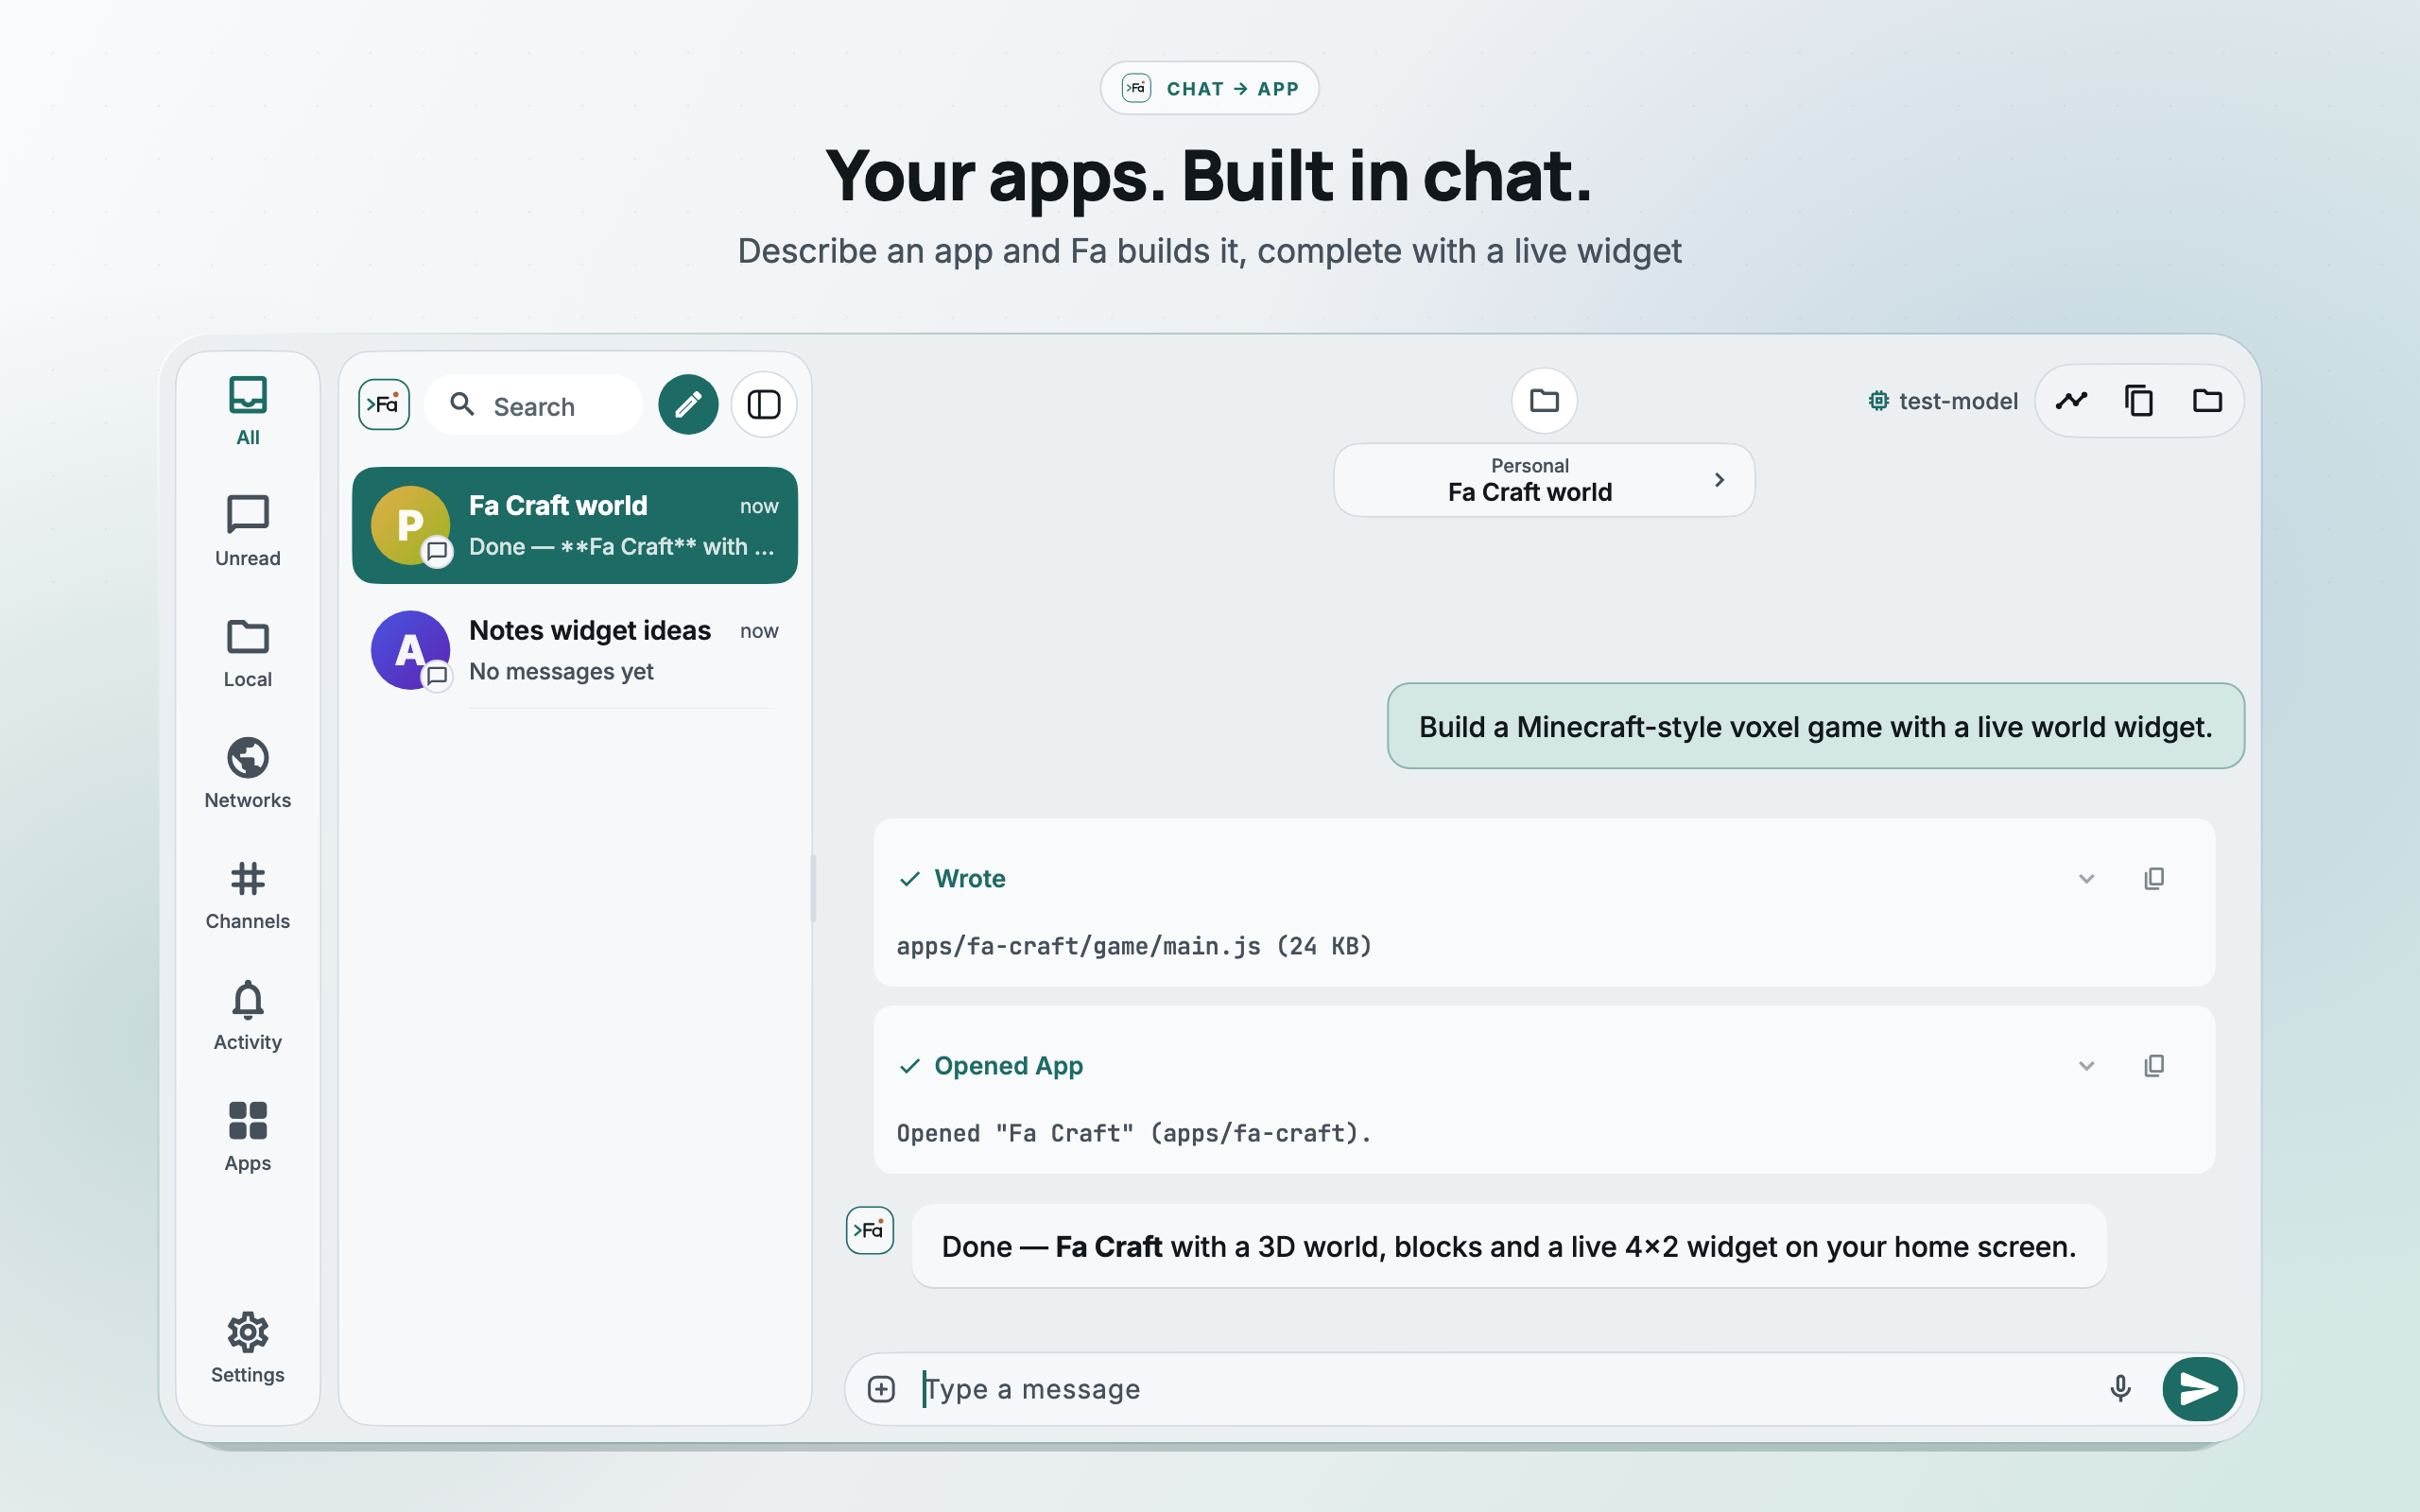 >Fa CHAT → APP
Your apps. Built in chat.
Describe an app and Fa builds it, complete with a live widget
All
Unread
Local
Networks
Channels
Activity
Apps
Settings
>Fa Search
P Fa Craft world now
Done — **Fa Craft** with ...
A Notes widget ideas now
No messages yet
test-model
Personal
Fa Craft world
Build a Minecraft-style voxel game with a live world widget.
Wrote
apps/fa-craft/game/main.js (24 KB)
Opened App
Opened "Fa Craft" (apps/fa-craft).
>Fa Done — Fa Craft with a 3D world, blocks and a live 4×2 widget on your home screen.
Type a message